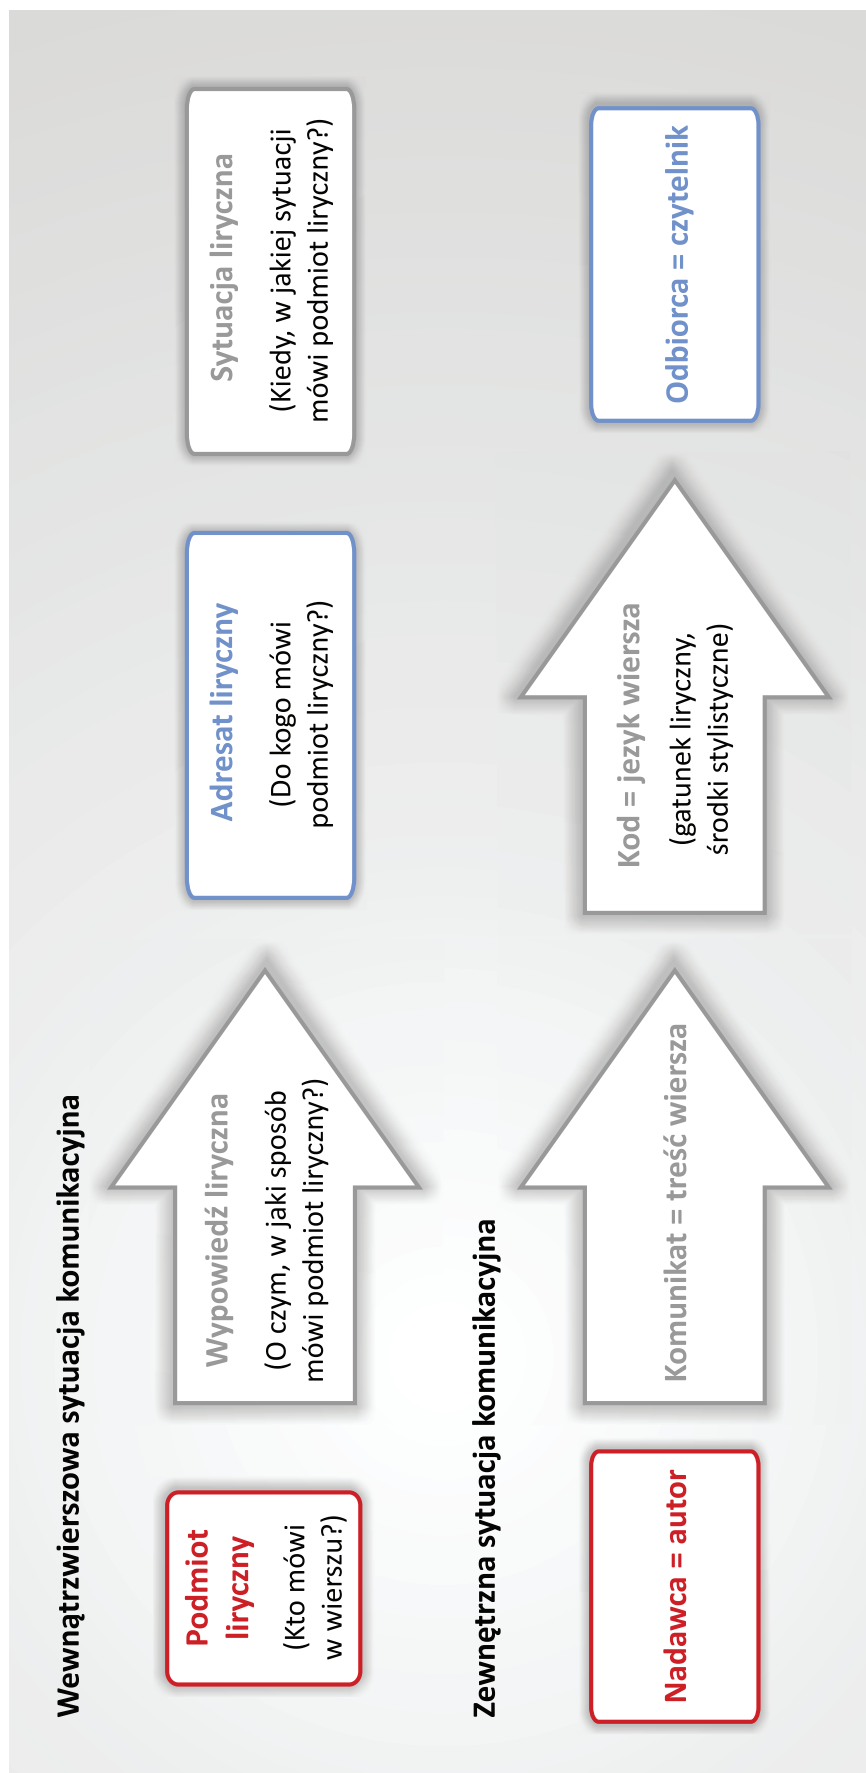 Wewnątrzwierszowa sytuacja komunikacyjna
Podmiot
liryczny
(Kto mówi
w wierszu?)
Wypowiedź liryczna
(O czym, w jaki sposób
mówi podmiot liryczny?)
Adresat liryczny
(Do kogo mówi
podmiot liryczny?)
Sytuacja liryczna
(Kiedy, w jakiej sytuacji
mówi podmiot liryczny?)
Zewnętrzna sytuacja komunikacyjna
Nadawca = autor
Komunikat = treść wiersza
Kod = jezyk wiersza
(gatunek liryczny,
środki stylistyczne)
Odbiorca = czytelnik